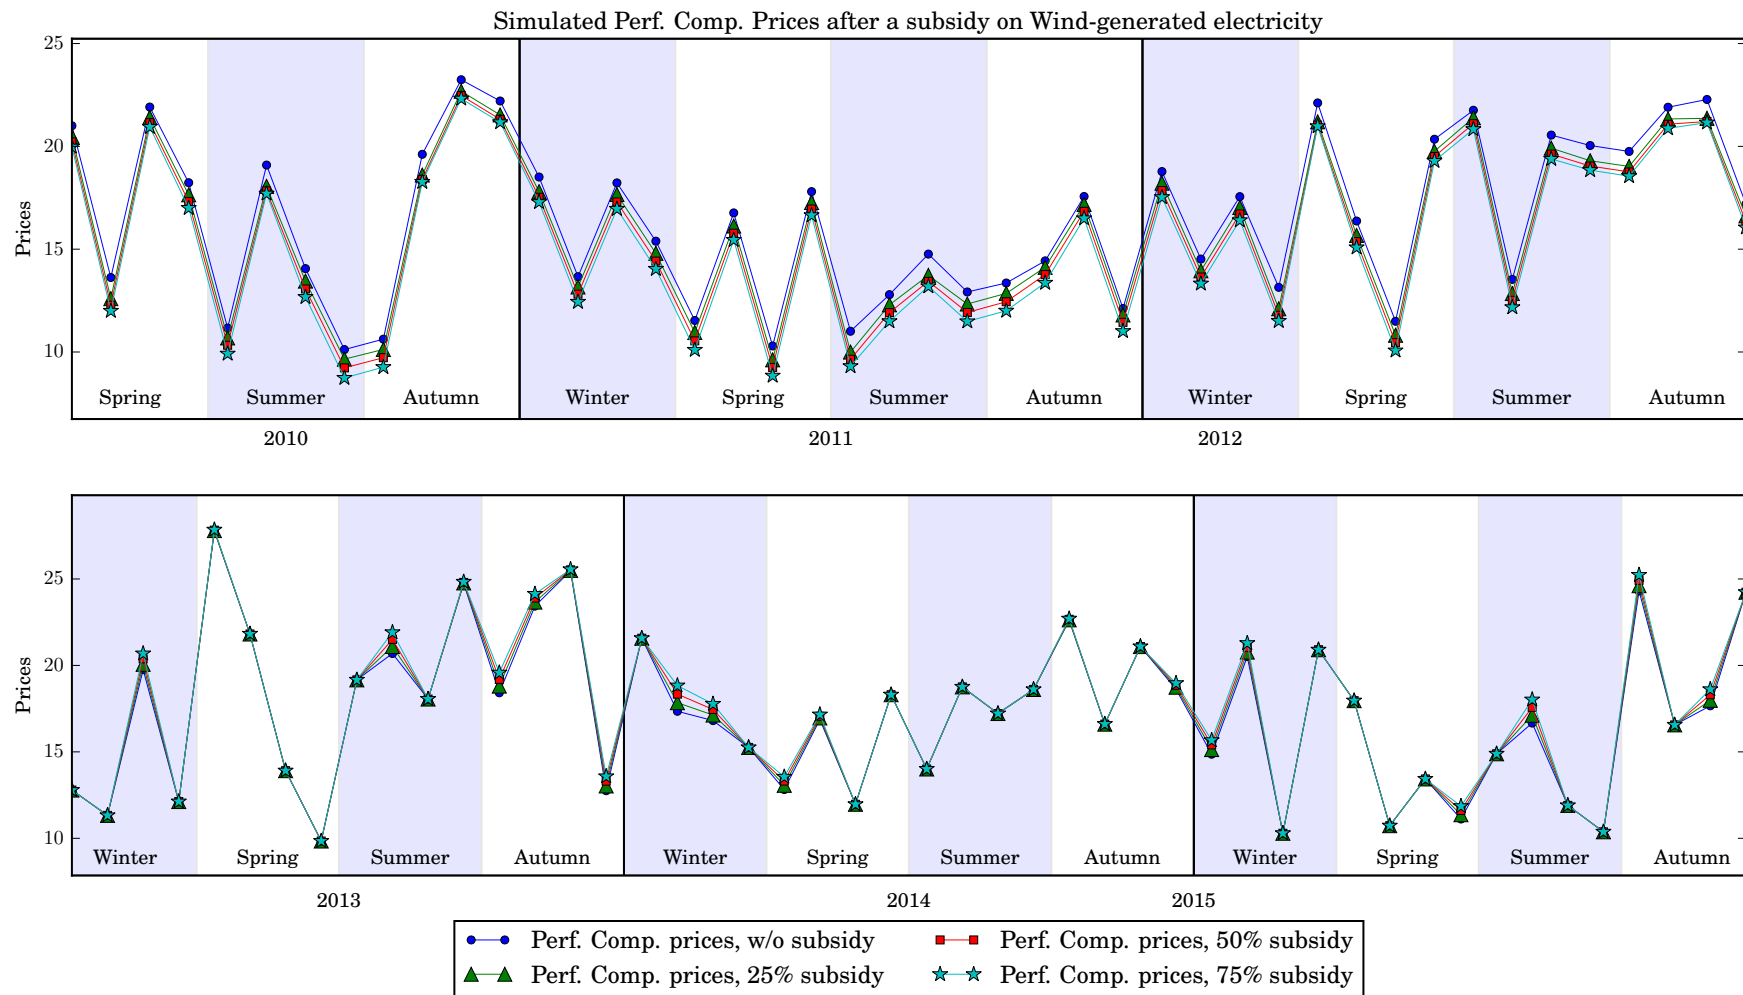 Simulated Perf. Comp. Prices after a subsidy on Wind-generated electricity
25
20
15
10
Prices
Spring Summer Autumn Winter Spring Summer Autumn Winter Spring Summer Autumn
2010 2011 2012
25
20
15
10
Prices
Winter Spring Summer Autumn Winter Spring Summer Autumn Winter Spring Summer Autumn
2013 2014 2015
Perf. Comp. prices, w/o subsidy Perf. Comp. prices, 50% subsidy
Perf. Comp. prices, 25% subsidy Perf. Comp. prices, 75% subsidy